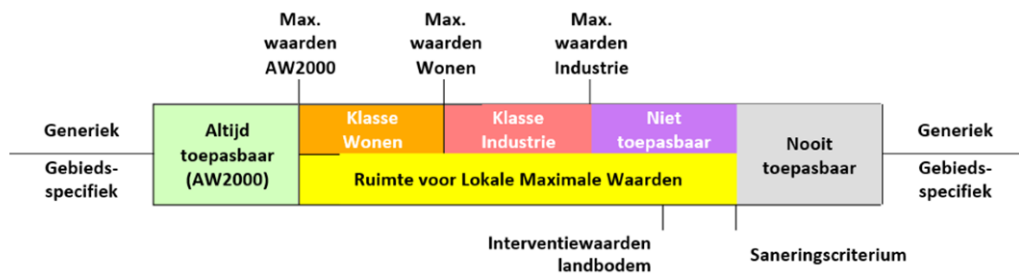 Max.
waarden
AW2000
Max.
waarden
Wonen
Max.
waarden
Industrie
Generiek
Gebieds-
specifiek
Altijd
toepasbaar
(AW2000)
Klasse
Wonen
Klasse
Industrie
Niet
toepasbaar
Ruimte voor Lokale Maximale Waarden
Nooit
toepasbaar
Generiek
Gebieds-
specifiek
Interventiewaarden
landbodem
Saneringscriterium